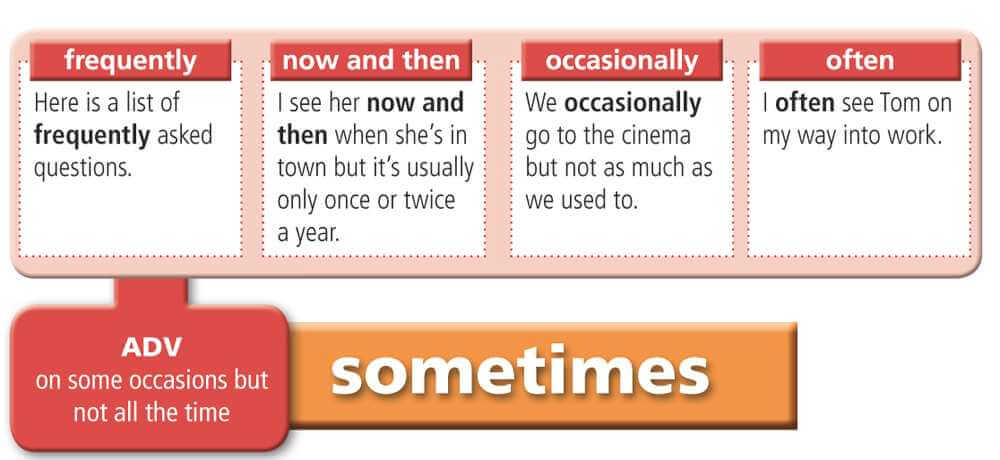 frequently
Here is a list of
frequently asked
questions.
now and then
I see her now and
then when she's in
town but it's usually
only once or twice
a year.
occasionally
We occasionally
go to the cinema
but not as much as
we used to.
often
I often see Tom on
my way into work.
ADV
on some occasions but
not all the time
sometimes